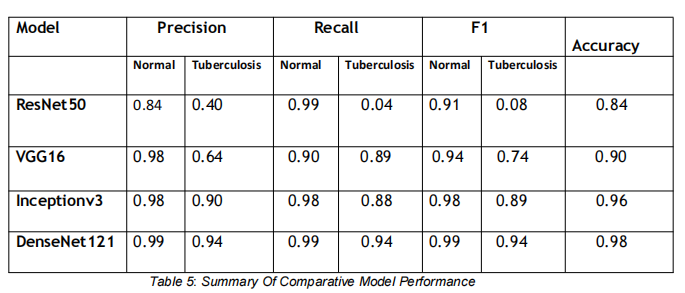 Model Precision Recall F1 Accuracy
Normal Tuberculosis Normal Tuberculosis Normal Tuberculosis
ResNet50 0.84 0.40 0.99 0.04 0.91 0.08 0.84
VGG16 0.98 0.64 0.90 0.89 0.94 0.74 0.90
Inceptionv3 0.98 0.90 0.98 0.88 0.98 0.89 0.96
DenseNet121 0.99 0.94 0.99 0.94 0.99 0.94 0.98
Table 5: Summary Of Comparative Model Performance